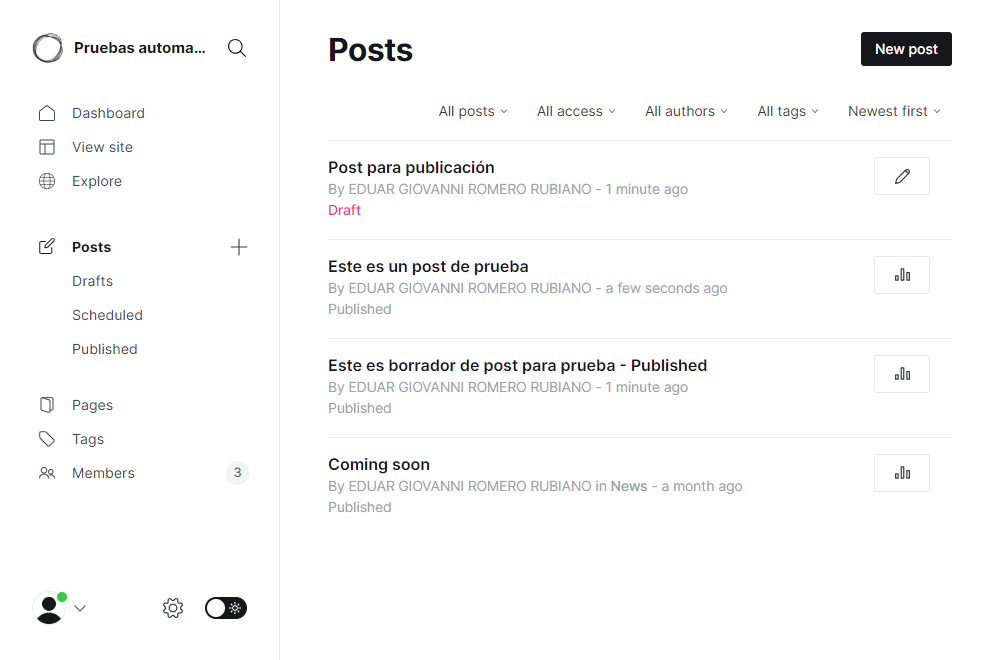 Pruebas automa...
Dashboard
View site
Explore
Posts
Drafts
Scheduled
Published
Pages
Tags
Members 3
Posts
New post
All posts All access All authors All tags Newest first
Post para publicación
By EDUAR GIOVANNI ROMERO RUBIANO - 1 minute ago
Draft
Este es un post de prueba
By EDUAR GIOVANNI ROMERO RUBIANO - a few seconds ago
Published
Este es borrador de post para prueba - Published
By EDUAR GIOVANNI ROMERO RUBIANO - 1 minute ago
Published
Coming soon
By EDUAR GIOVANNI ROMERO RUBIANO in News - a month ago
Published